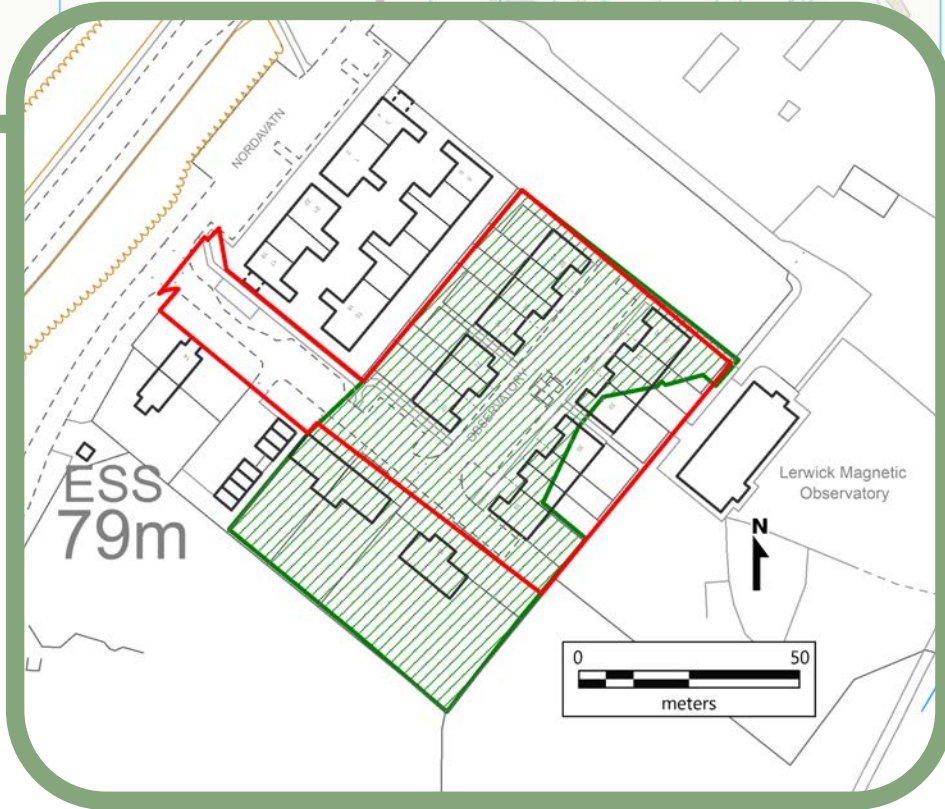 NORDAVATN
OBSERVATORY
Lerwick Magnetic
Observatory
ESS
79m
N
0 50
meters